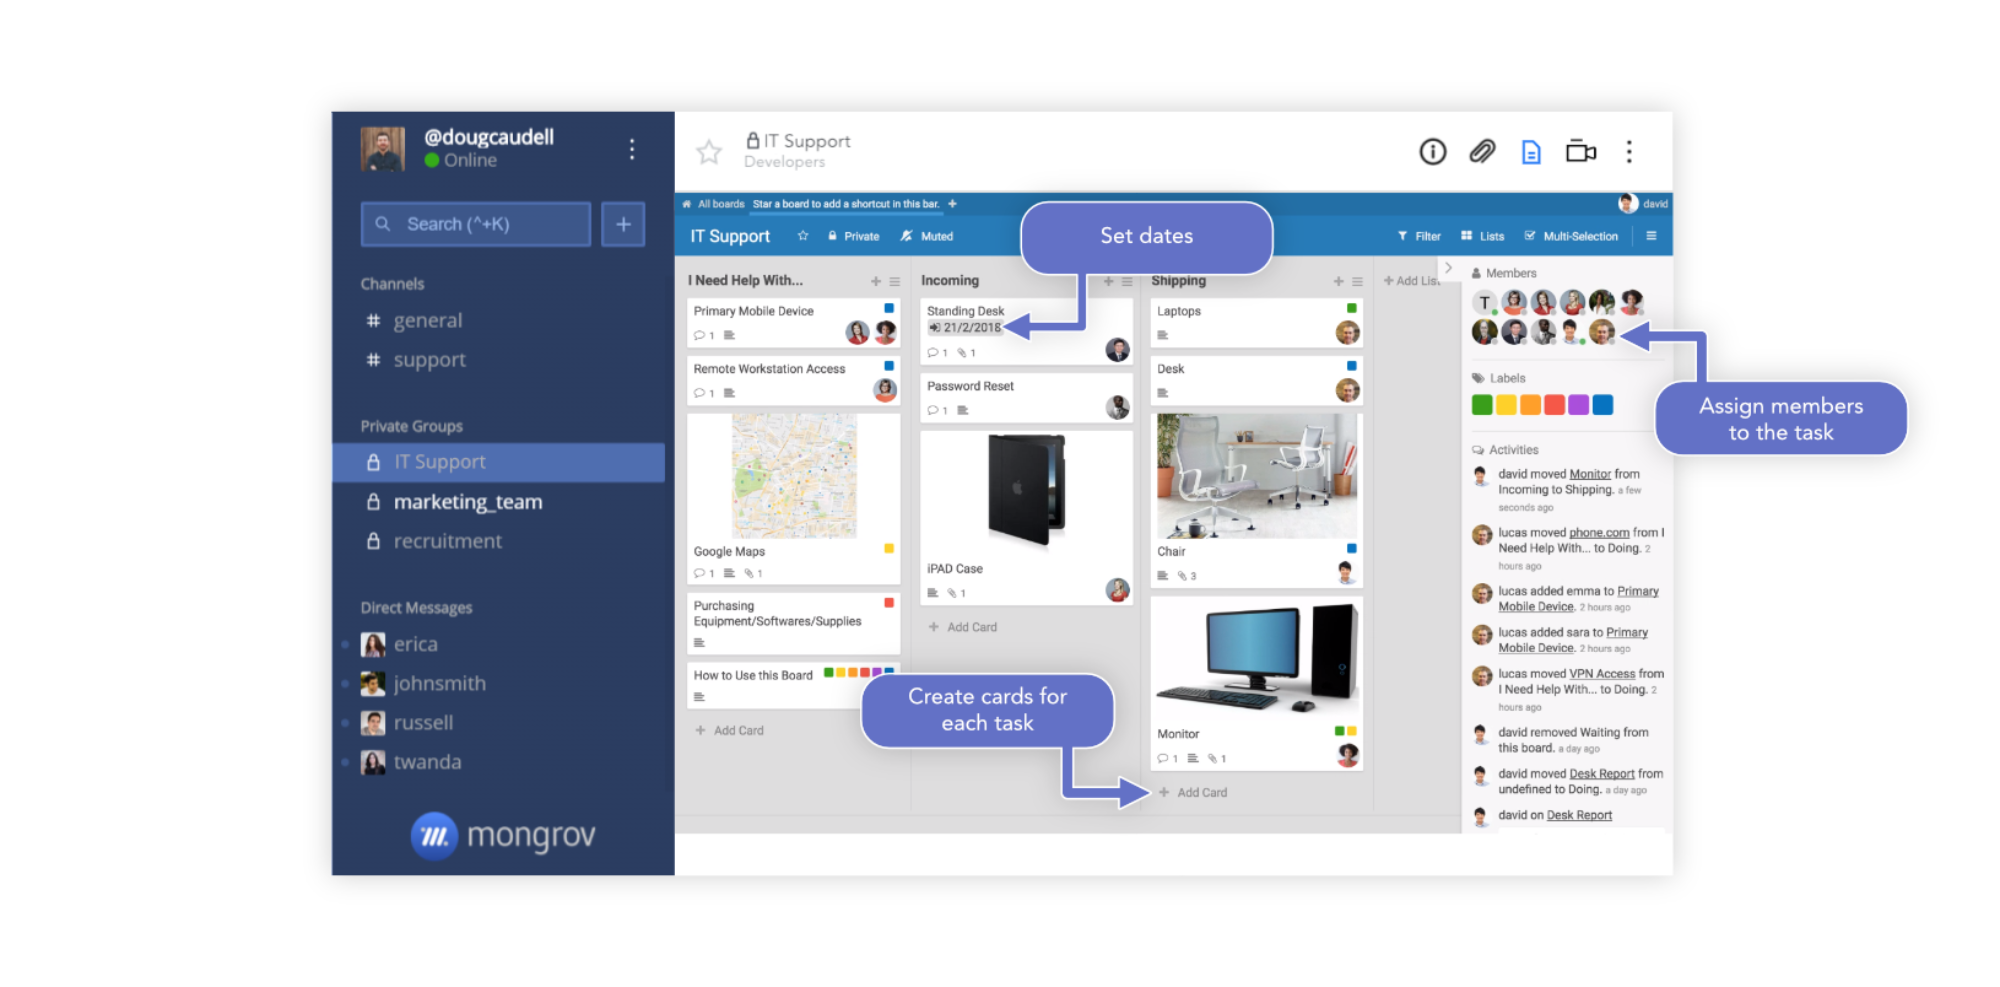 @dougcaudell
Online
Search (^+K)
+
Channels
# general
# support
Private Groups
IT Support
marketing_team
recruitment
Direct Messages
erica
johnsmith
russell
twanda
mongrov
IT Support
Developers
All boards
Star a board to add a shortcut in this bar. +
david
IT Support
Private
Muted
Filter
Lists
Multi-Selection
Set dates
I Need Help With...
Primary Mobile Device
1
Remote Workstation Access
1
Google Maps
1 1
Purchasing
Equipment/Softwares/Supplies
How to Use this Board
+ Add Card
Incoming
Standing Desk
21/2/2018
1 1
Password Reset
1
iPAD Case
1
+ Add Card
Create cards for
each task
Shipping
Laptops
Desk
Chair
3
Monitor
1 1
+ Add Card
+ Add List
Members
T
Assign members
to the task
Labels
Activities
david moved Monitor from
Incoming to Shipping. a few
seconds ago
lucas moved phone.com from I
Need Help With... to Doing. 2
hours ago
lucas added emma to Primary
Mobile Device. 2 hours ago
lucas added sara to Primary
Mobile Device. 2 hours ago
lucas moved VPN Access from
I Need Help With... to Doing. 2
hours ago
david removed Waiting from
this board. a day ago
david moved Desk Report from
undefined to Doing. a day ago
david on Desk Report